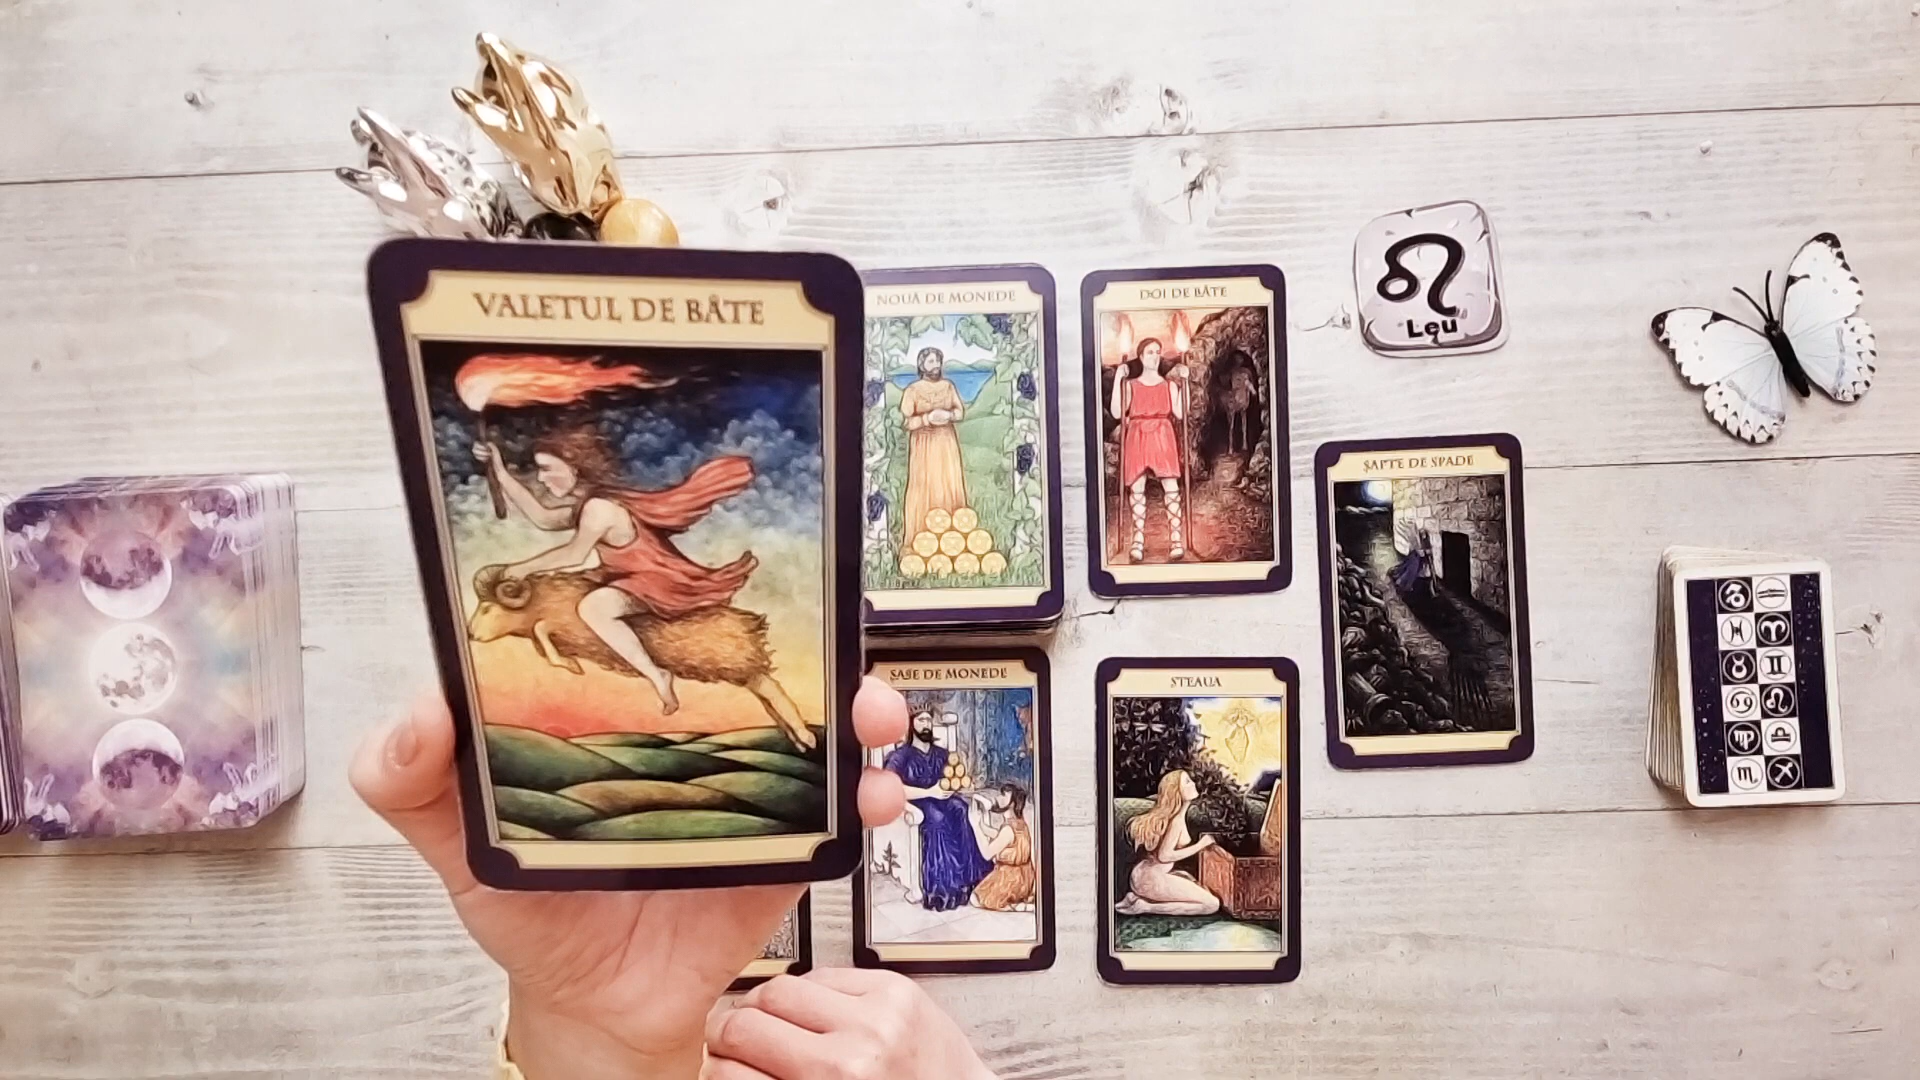 VALETUL DE BÂTE
NOUĂ DE MONEDE
DOI DE BÂTE
Leu
ŞAPTE DE SPADE
ŞASE DE MONEDE
STEAUA